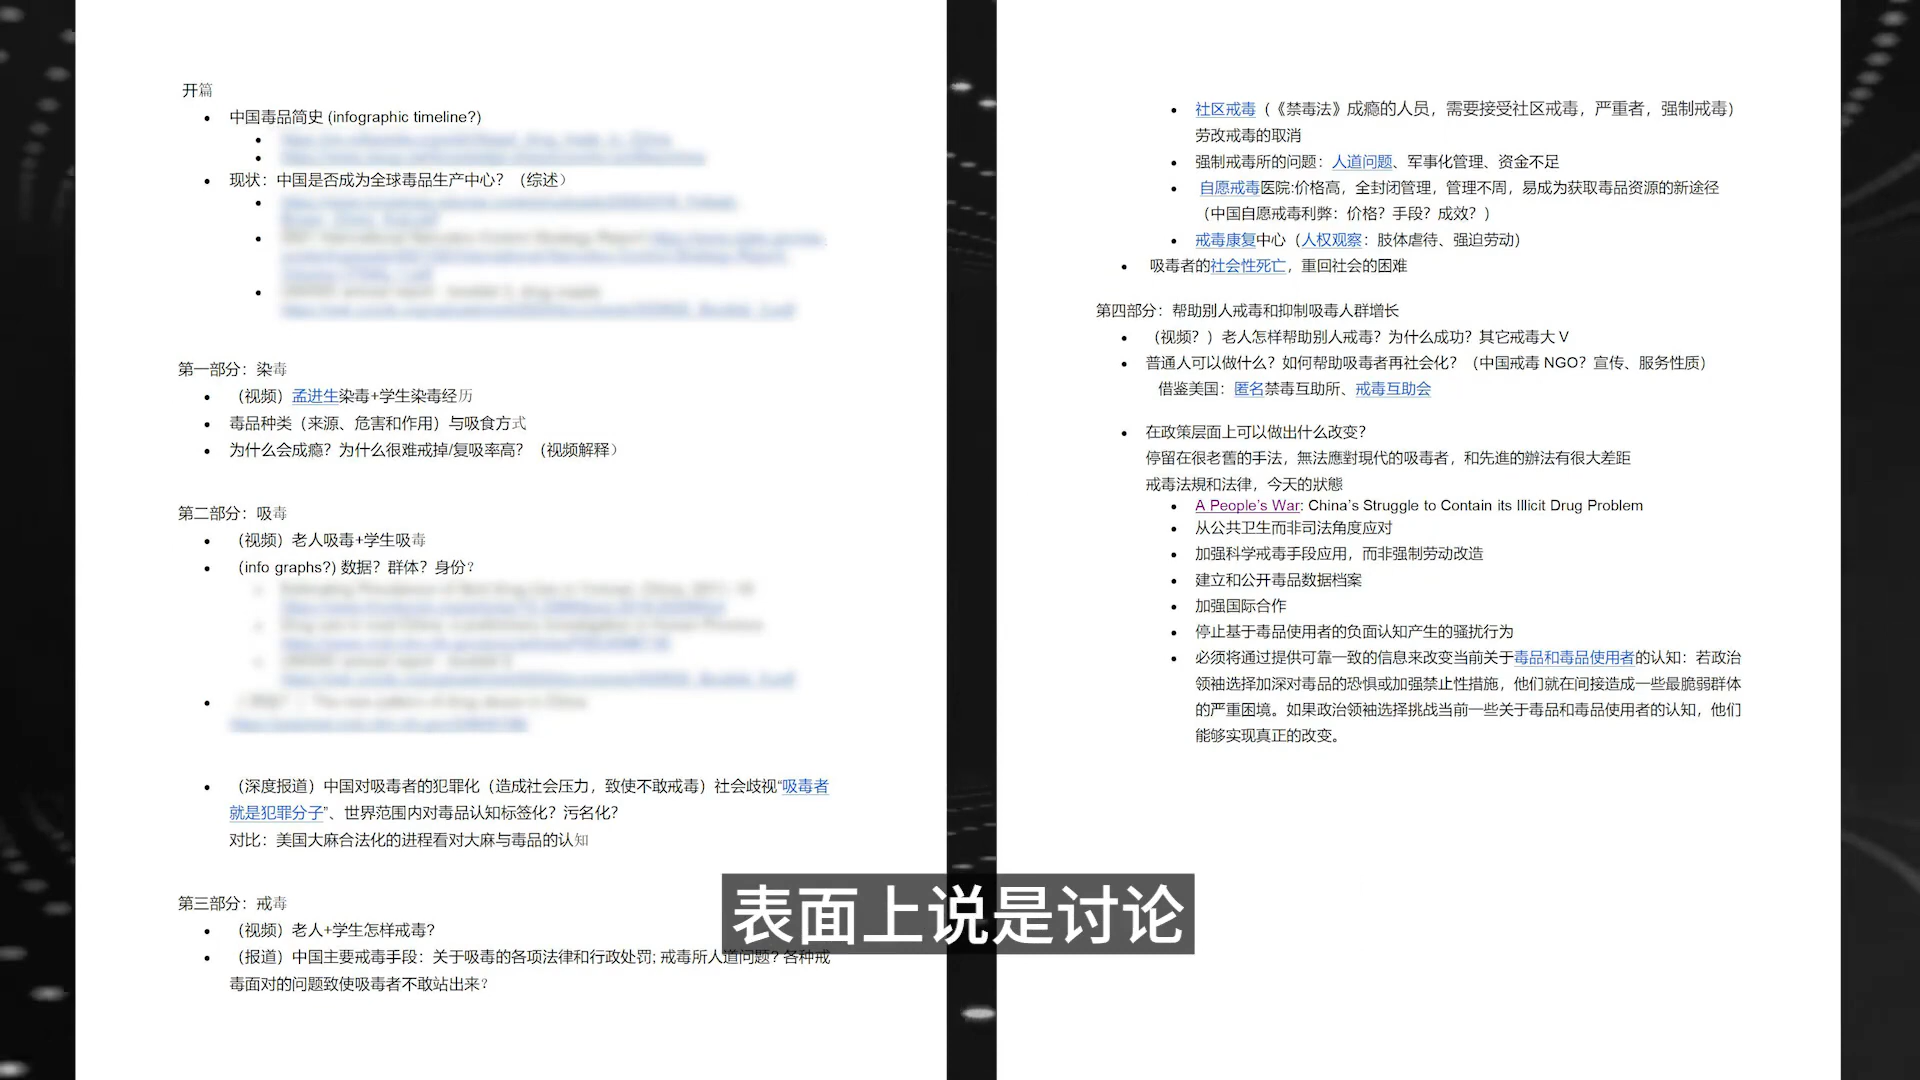 开篇
中国毒品简史 (infographic timeline?)
现状：中国是否成为全球毒品生产中心？（综述）
第一部分：染毒
（视频）孟进生染毒+学生染毒经历
毒品种类（来源、危害和作用）与吸食方式
为什么会成瘾？为什么很难戒掉/复吸率高？（视频解释）
第二部分：吸毒
（视频）老人吸毒+学生吸毒
(info graphs?) 数据？群体？身份？
（深度报道）中国对吸毒者的犯罪化（造成社会压力，致使不敢戒毒）社会歧视“吸毒者
就是犯罪分子”、世界范围内对毒品认知标签化？污名化？
对比：美国大麻合法化的进程看对大麻与毒品的认知
第三部分：戒毒
（视频）老人+学生怎样戒毒？
（报道）中国主要戒毒手段：关于吸毒的各项法律和行政处罚; 戒毒所人道问题？各种戒
毒面对的问题致使吸毒者不敢站出来？
社区戒毒（《禁毒法》成瘾的人员，需要接受社区戒毒，严重者，强制戒毒）
劳改戒毒的取消
强制戒毒所的问题：人道问题、军事化管理、资金不足
自愿戒毒医院:价格高，全封闭管理，管理不周，易成为获取毒品资源的新途径
（中国自愿戒毒利弊：价格？手段？成效？）
戒毒康复中心（人权观察：肢体虐待、强迫劳动）
吸毒者的社会性死亡，重回社会的困难
第四部分：帮助别人戒毒和抑制吸毒人群增长
（视频？）老人怎样帮助别人戒毒？为什么成功？其它戒毒大 V
普通人可以做什么？如何帮助吸毒者再社会化？（中国戒毒 NGO？宣传、服务性质）
借鉴美国：匿名禁毒互助所、戒毒互助会
在政策层面上可以做出什么改变？
停留在很老舊的手法，無法應對現代的吸毒者，和先進的辦法有很大差距
戒毒法規和法律，今天的狀態
A People’s War: China’s Struggle to Contain its Illicit Drug Problem
从公共卫生而非司法角度应对
加强科学戒毒手段应用，而非强制劳动改造
建立和公开毒品数据档案
加强国际合作
停止基于毒品使用者的负面认知产生的骚扰行为
必须将通过提供可靠一致的信息来改变当前关于毒品和毒品使用者的认知：若政治
领袖选择加深对毒品的恐惧或加强禁止性措施，他们就在间接造成一些最脆弱群体
的严重困境。如果政治领袖选择挑战当前一些关于毒品和毒品使用者的认知，他们
能够实现真正的改变。
表面上说是讨论